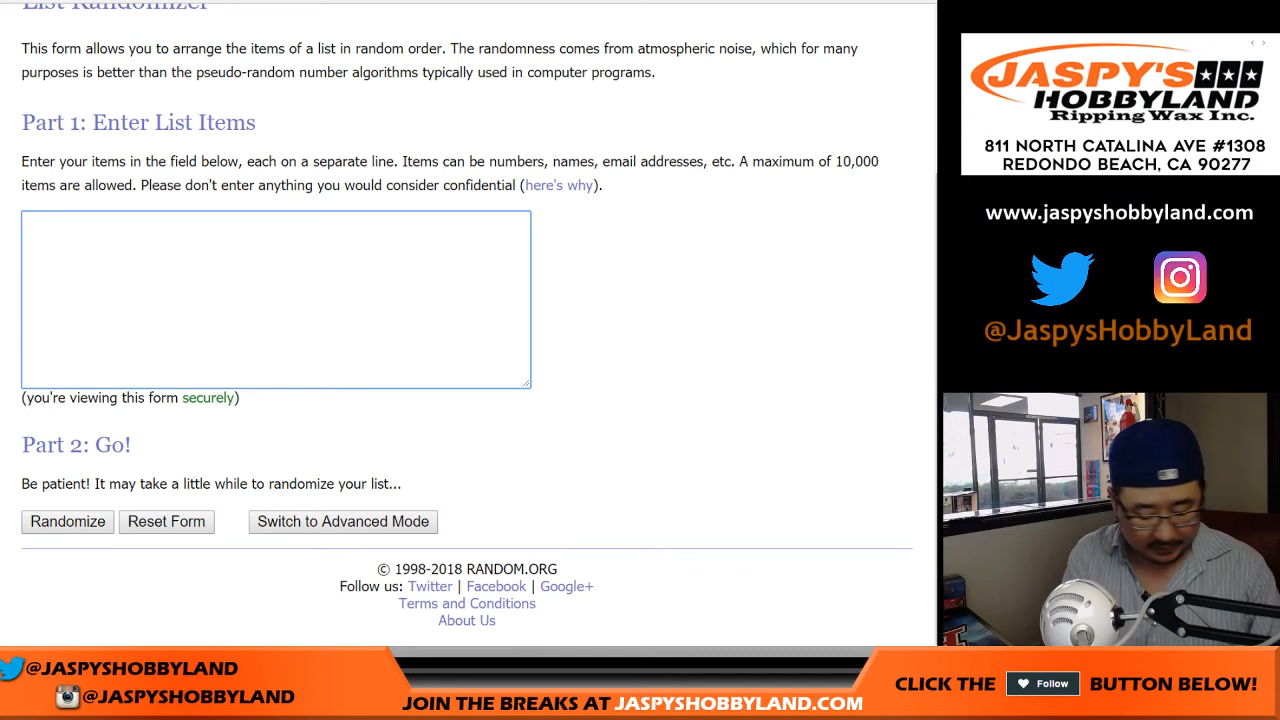 List Randomizer
This form allows you to arrange the items of a list in random order. The randomness comes from atmospheric noise, which for many
purposes is better than the pseudo-random number algorithms typically used in computer programs.
Part 1: Enter List Items
Enter your items in the field below, each on a separate line. Items can be numbers, names, email addresses, etc. A maximum of 10,000
items are allowed. Please don't enter anything you would consider confidential (here's why).
(you're viewing this form securely)
Part 2: Go!
Be patient! It may take a little while to randomize your list...
Randomize Reset Form Switch to Advanced Mode
© 1998-2018 RANDOM.ORG
Follow us: Twitter | Facebook | Google+
Terms and Conditions
About Us
JASPY'S
HOBBYLAND
Ripping Wax Inc.
811 NORTH CATALINA AVE #1308
REDONDO BEACH, CA 90277
www.jaspyshobbyland.com
@JaspysHobbyLand
@JASPYSHOBBYLAND
@JASPYSHOBBYLAND
JOIN THE BREAKS AT JASPYSHOBBYLAND.COM
CLICK THE Follow BUTTON BELOW!